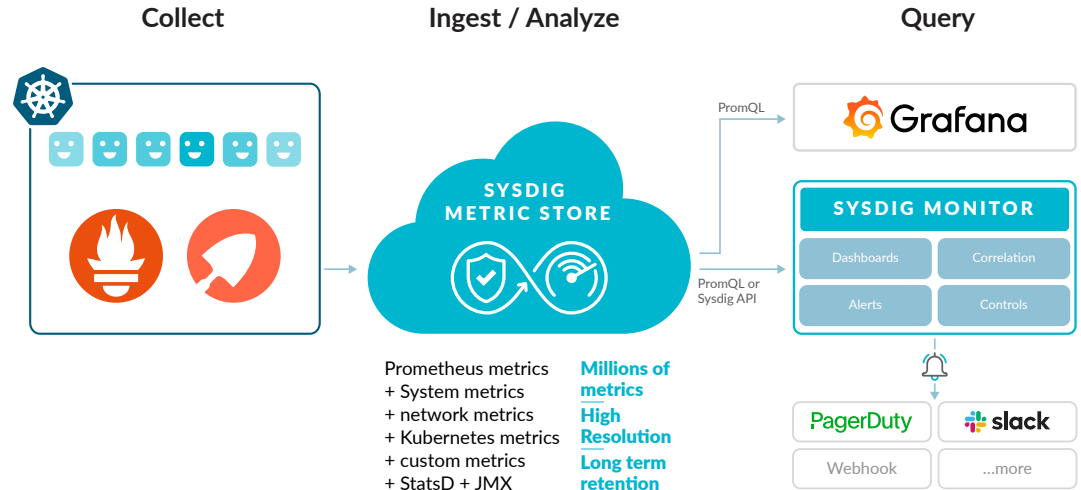 Collect
Ingest / Analyze
Query
SYSDIG
METRIC STORE
PromQL
PromQL or
Sysdig API
Grafana
SYSDIG MONITOR
Dashboards
Correlation
Alerts
Controls
PagerDuty
slack
Webhook
...more
Prometheus metrics
+ System metrics
+ network metrics
+ Kubernetes metrics
+ custom metrics
+ StatsD + JMX
Millions of
metrics
High
Resolution
Long term
retention